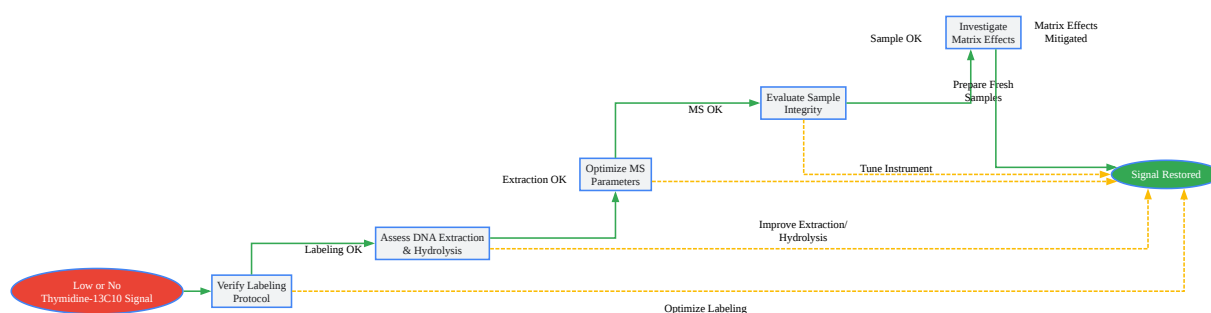 Investigate
Matrix Effects
Sample OK
Matrix Effects
Mitigated
Prepare Fresh
Samples
Evaluate Sample
Integrity
MS OK
Optimize MS
Parameters
Extraction OK
Tune Instrument
Signal Restored
Improve Extraction/
Hydrolysis
Assess DNA Extraction
& Hydrolysis
Labeling OK
Low or No
Thymidine-13C10 Signal
Verify Labeling
Protocol
Optimize Labeling